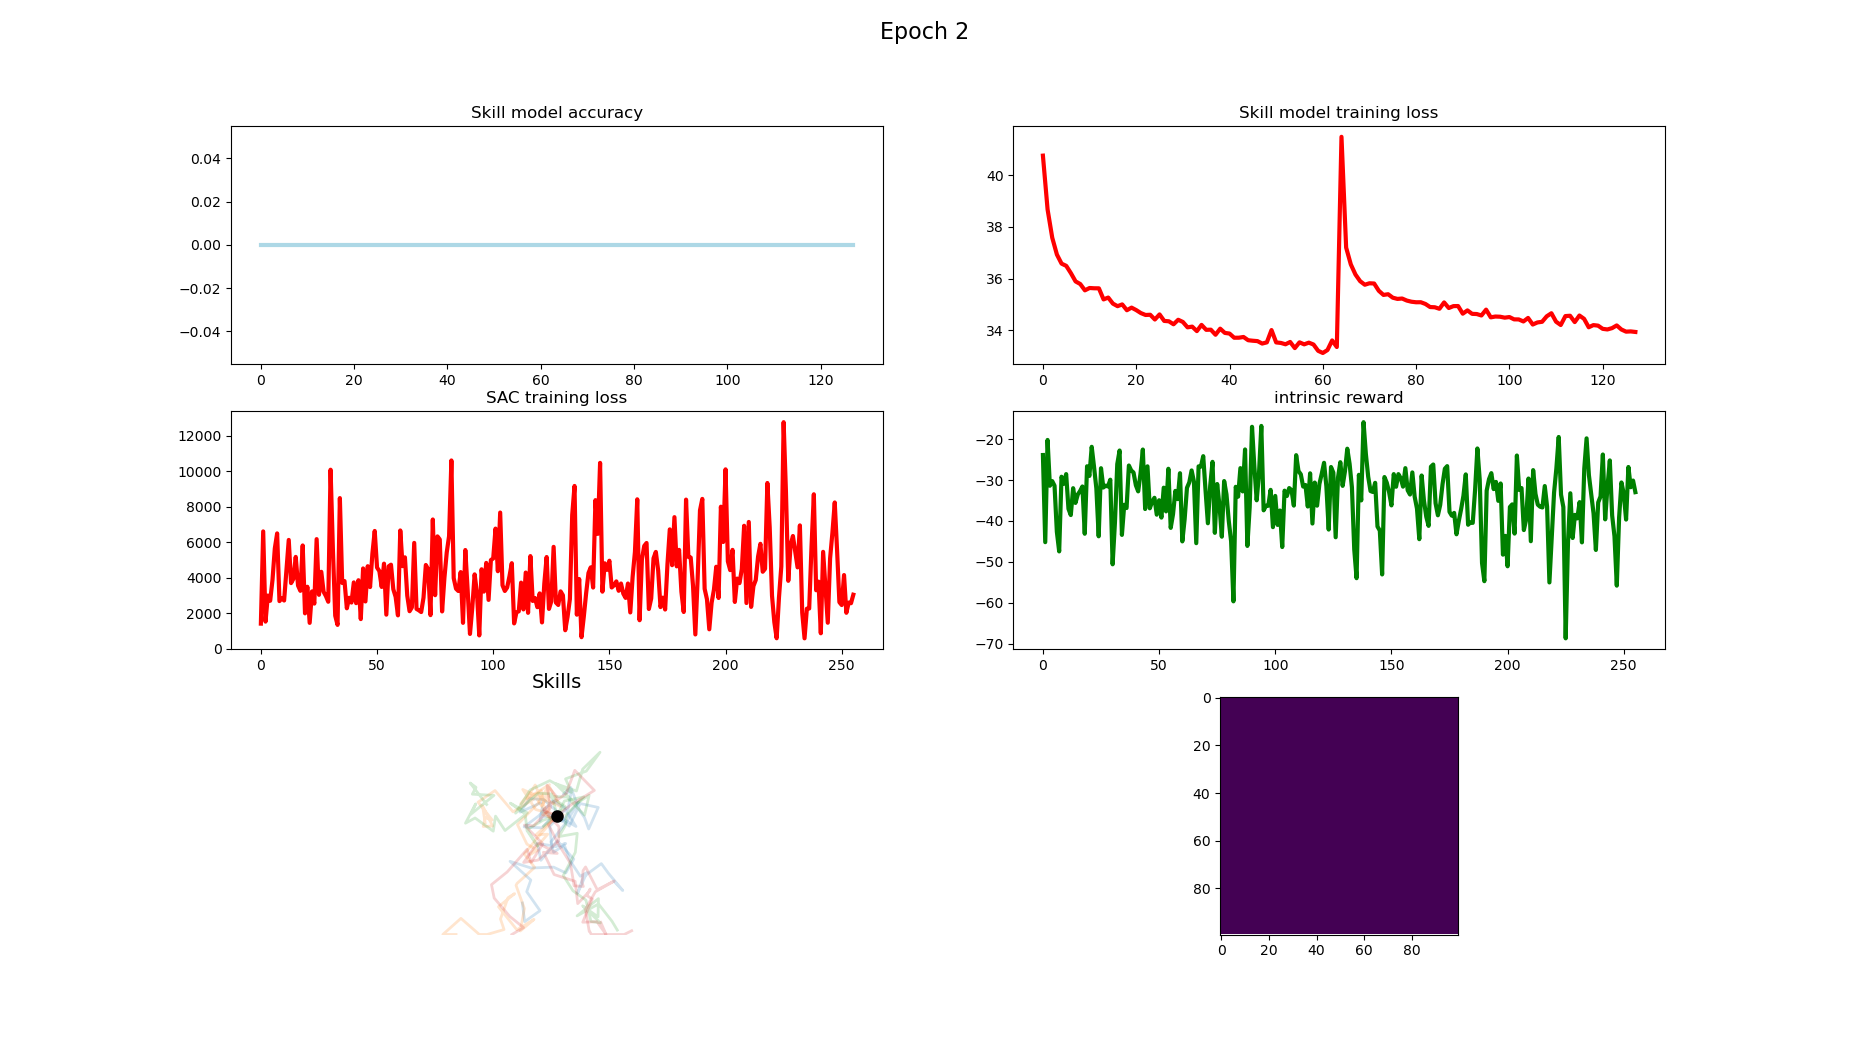 Epoch 2
Skill model accuracy
0.04
0.02
0.00
−0.02
−0.04
0 20 40 60 80 100 120
Skill model training loss
40
38
36
34
0 20 40 60 80 100 120
SAC training loss
12000
10000
8000
6000
4000
2000
0
0 50 100 150 200 250
intrinsic reward
−20
−30
−40
−50
−60
−70
0 50 100 150 200 250
Skills
0
20
40
60
80
0 20 40 60 80